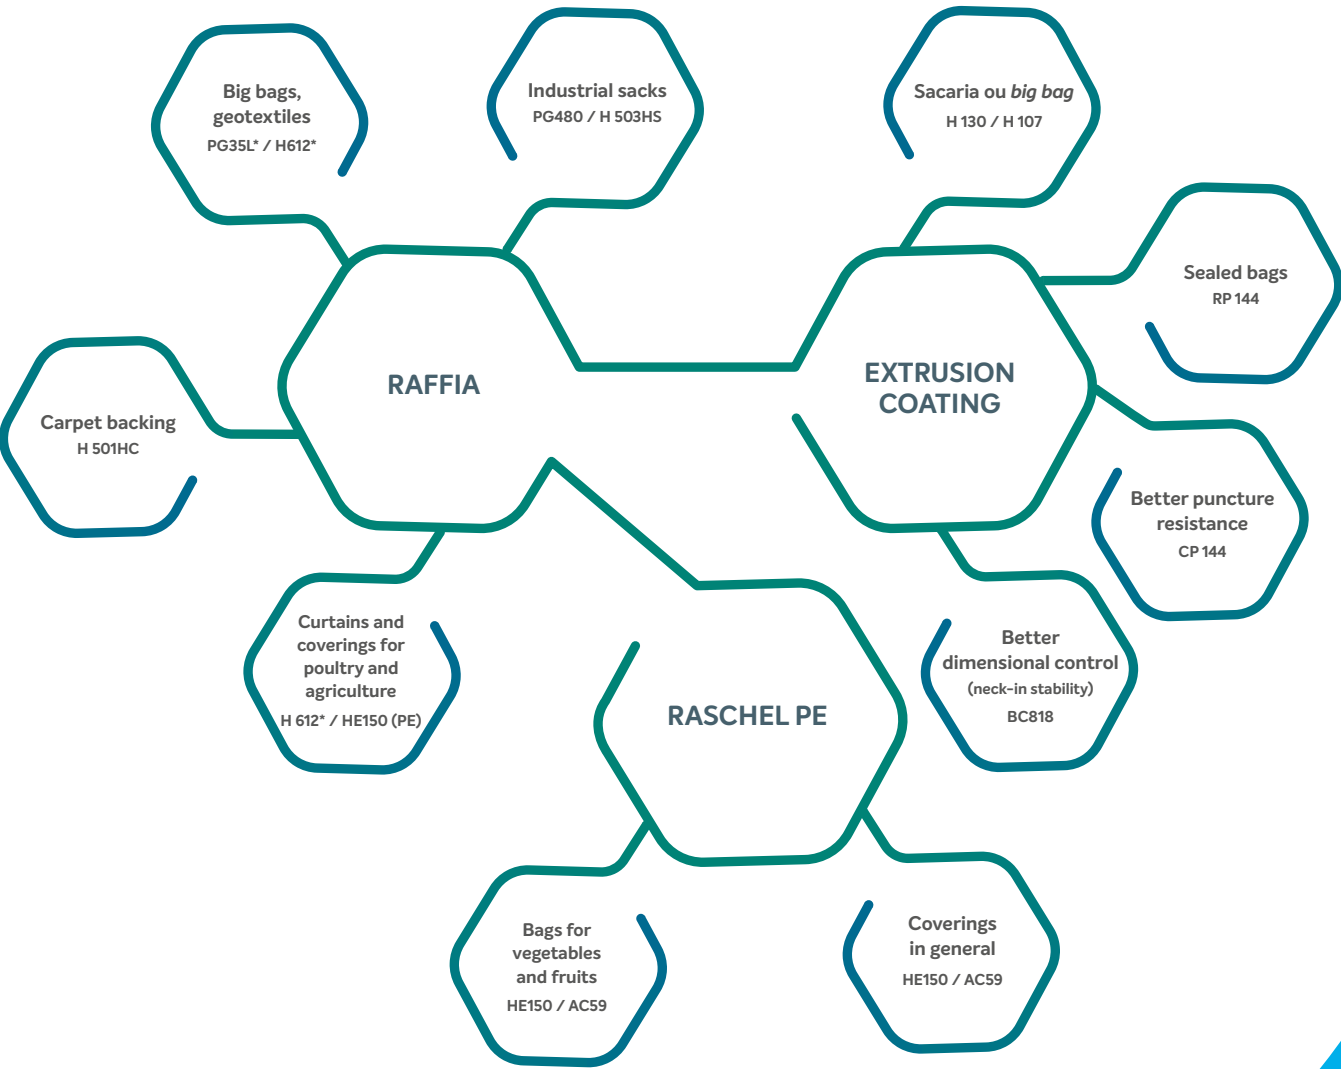 Big bags,
geotextiles
PG35L* / H612*
Industrial sacks
PG480 / H 503HS
Sacaria ou big bag
H 130 / H 107
Sealed bags
RP 144
RAFFIA
EXTRUSION
COATING
Carpet backing
H 501HC
Better puncture
resistance
CP 144
Curtains and
coverings for
poultry and
agriculture
H 612* / HE150 (PE)
Better
dimensional control
(neck-in stability)
BC818
RASCHEL PE
Bags for
vegetables
and fruits
HE150 / AC59
Coverings
in general
HE150 / AC59